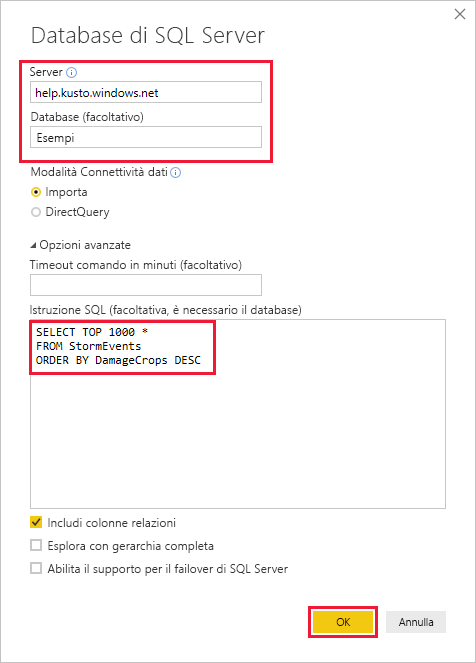 Database di SQL Server
Server
help.kusto.windows.net
Database (facoltativo)
Esempi
Modalità Connettività dati
Importa
DirectQuery
Opzioni avanzate
Timeout comando in minuti (facoltativo)
Istruzione SQL (facoltativa, è necessario il database)
SELECT TOP 1000 *
FROM StormEvents
ORDER BY DamageCrops DESC
Includi colonne relazioni
Esplora con gerarchia completa
Abilita il supporto per il failover di SQL Server
OK Annulla